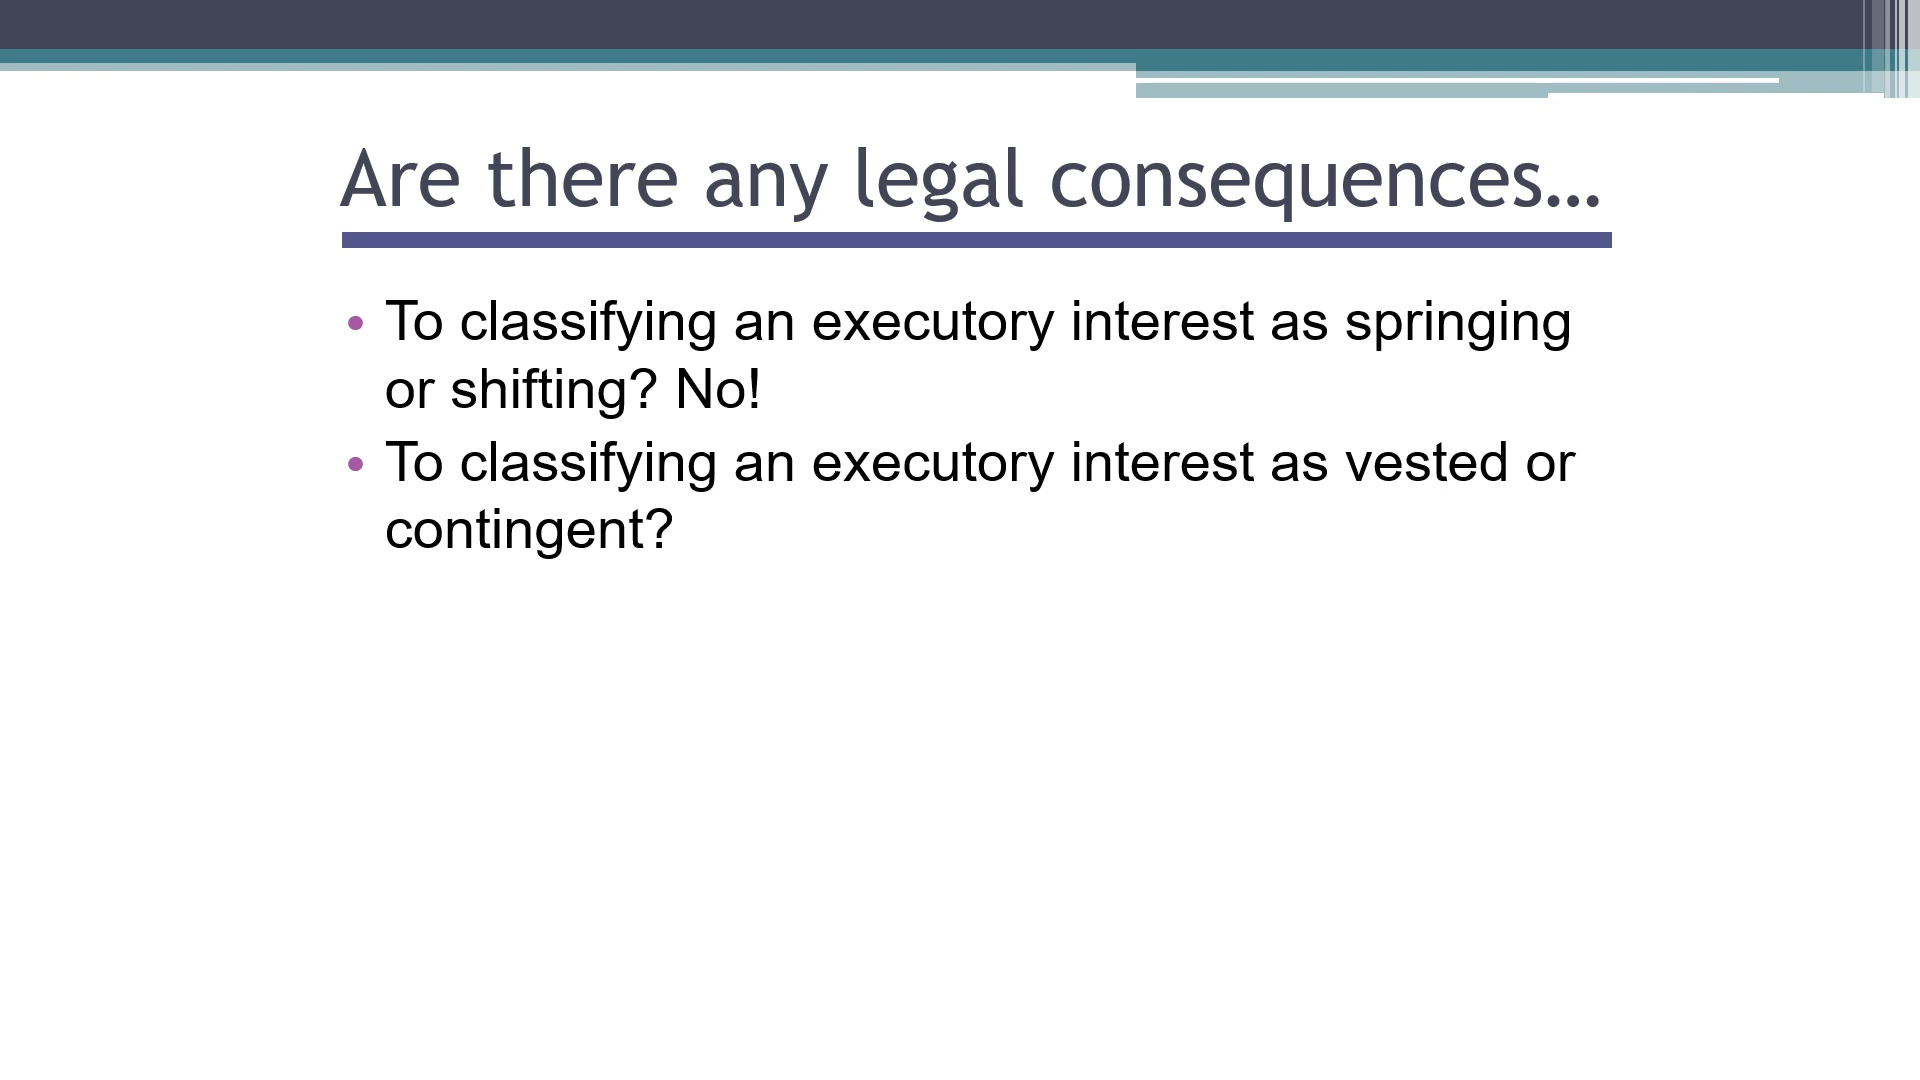 Are there any legal consequences…
• To classifying an executory interest as springing
or shifting? No!
• To classifying an executory interest as vested or
contingent?